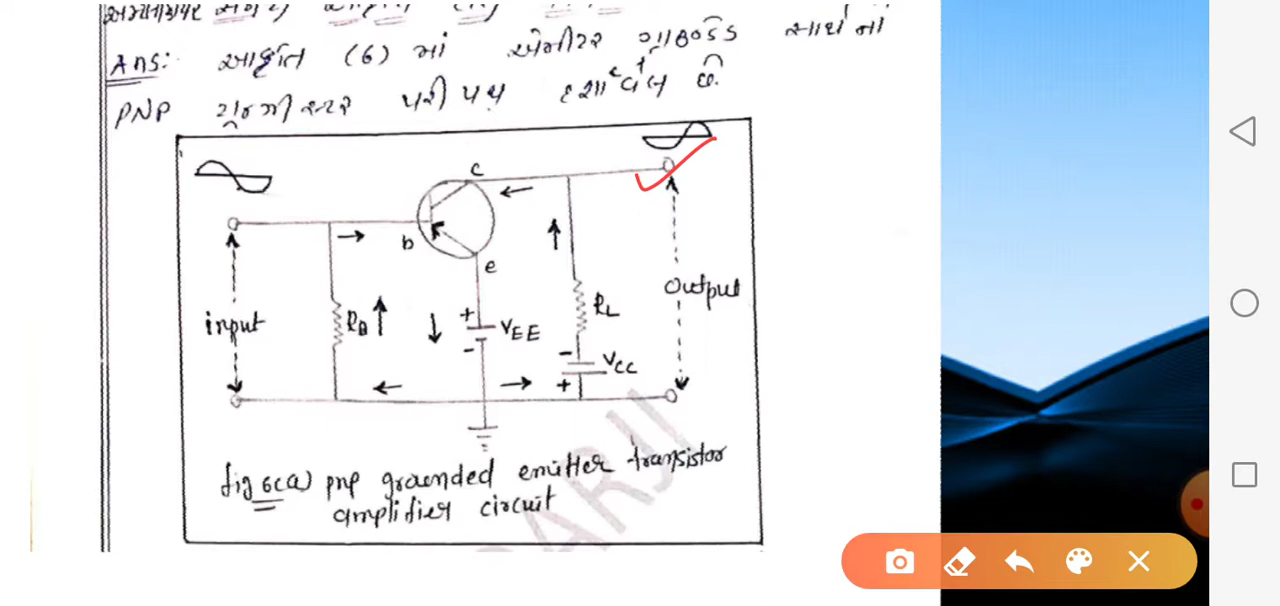 Ans: આકૃતિ (6) માં એમીટર ગ્રાઉન્ડેડ સાથેનો
PNP ટ્રાન્ઝીસ્ટર પરીપથ દર્શાવેલ છે.
c
b
e
input
RB
+
VEE
-
RL
-
VCC
+
output
fig 6(a) pnp grounded emitter transistor
amplifier circuit